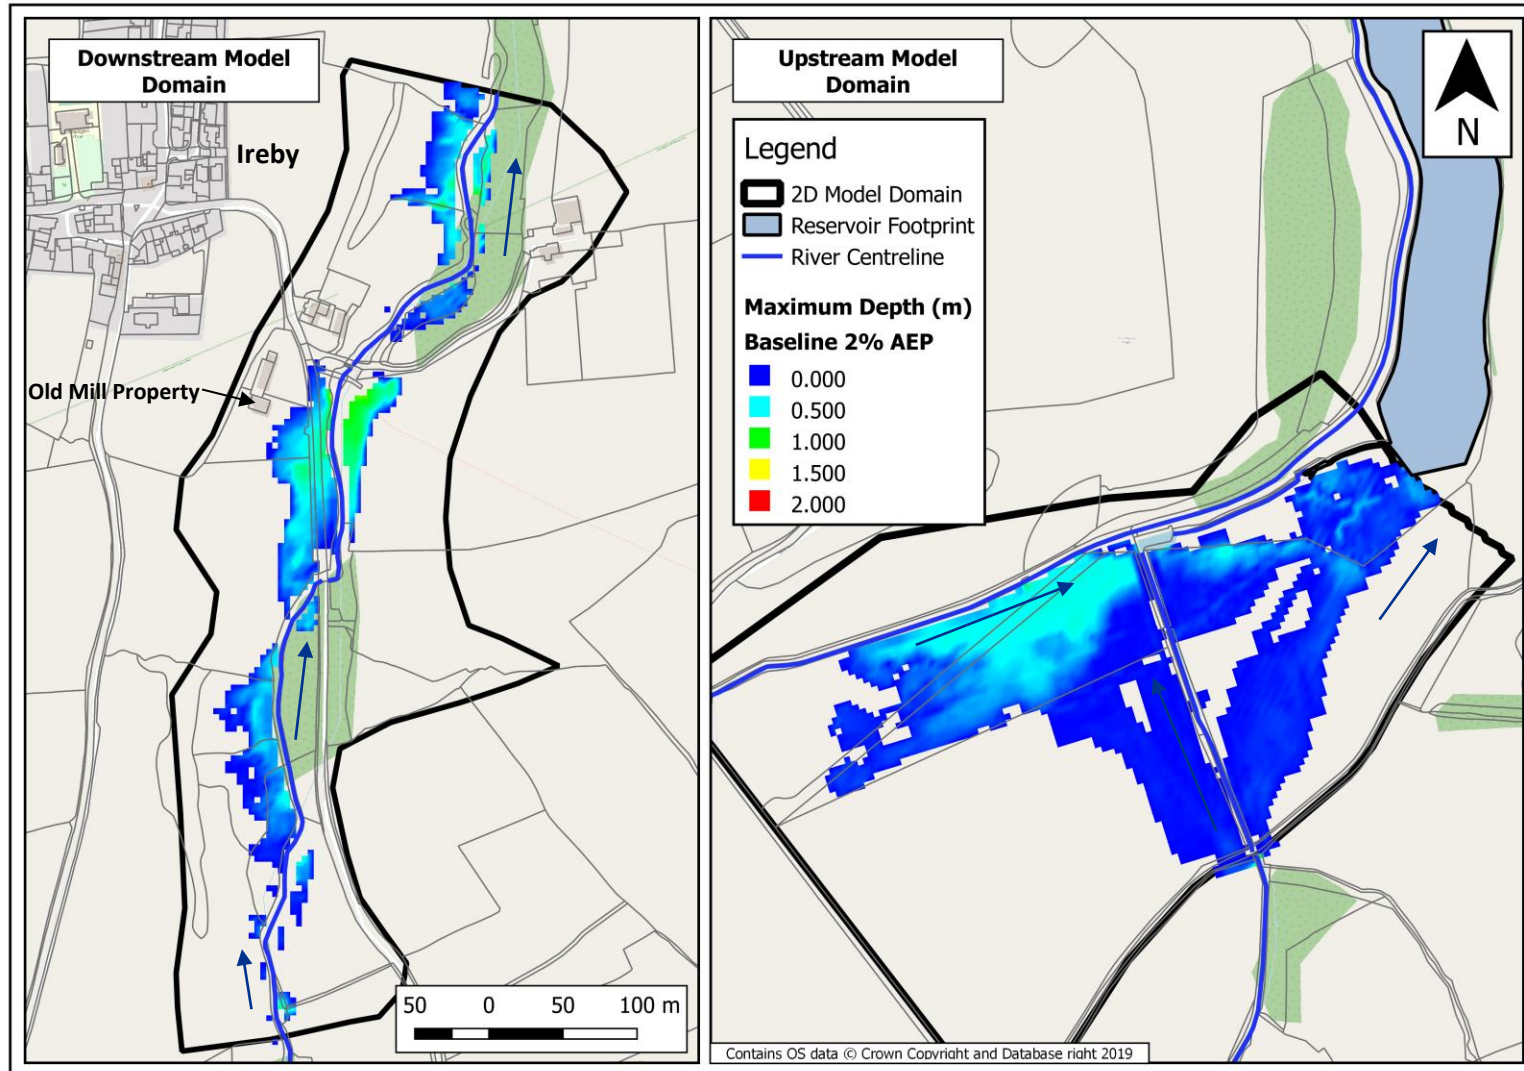 Downstream Model
Domain
Ireby
Old Mill Property
50 0 50 100 m
Upstream Model
Domain
N
Legend
2D Model Domain
Reservoir Footprint
River Centreline
Maximum Depth (m)
Baseline 2% AEP
0.000
0.500
1.000
1.500
2.000
Contains OS data © Crown Copyright and Database right 2019